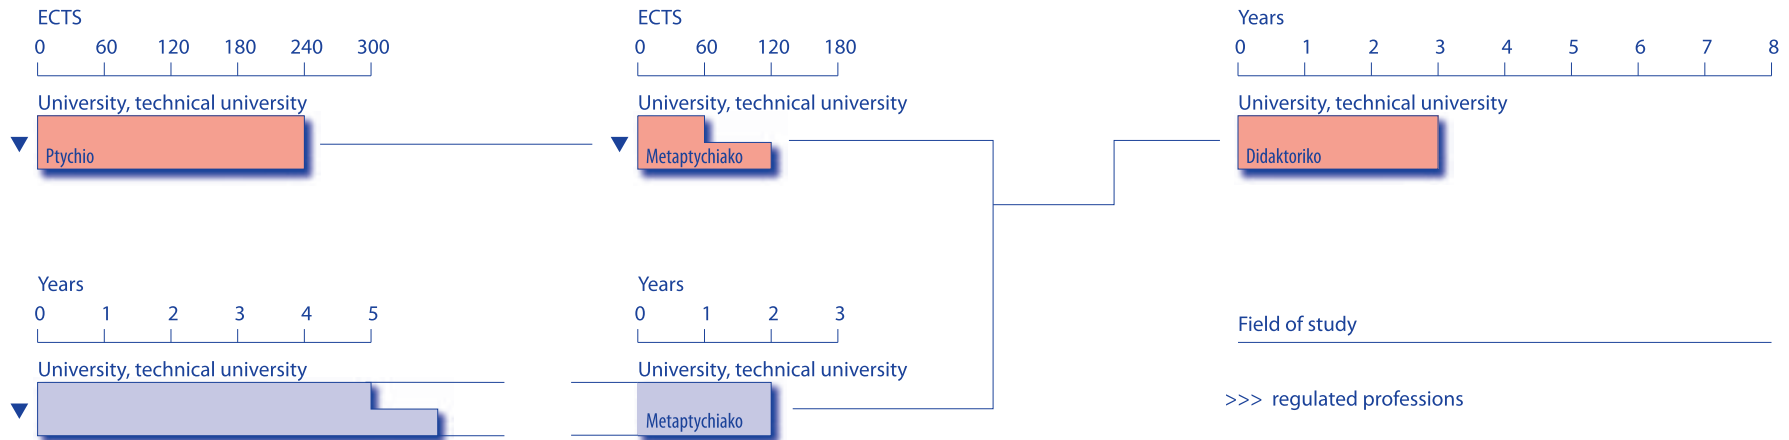 ECTS
0 60 120 180 240 300
University, technical university
Ptychio
ECTS
0 60 120 180
University, technical university
Metaptychiako
Years
0 1 2 3 4 5 6 7 8
University, technical university
Didaktoriko
Years
0 1 2 3 4 5
University, technical university
Years
0 1 2 3
University, technical university
Metaptychiako
Field of study
>>> regulated professions